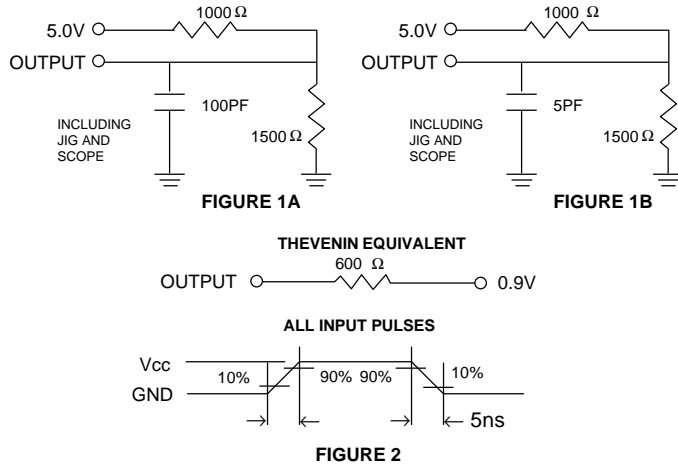 1000 Ω
5.0V
OUTPUT
100PF
INCLUDING
JIG AND
SCOPE
1500 Ω
FIGURE 1A
1000 Ω
5.0V
OUTPUT
5PF
INCLUDING
JIG AND
SCOPE
1500 Ω
FIGURE 1B
THEVENIN EQUIVALENT
600 Ω
OUTPUT 0.9V
ALL INPUT PULSES
Vcc
GND
10% 90% 90% 10%
5ns
FIGURE 2